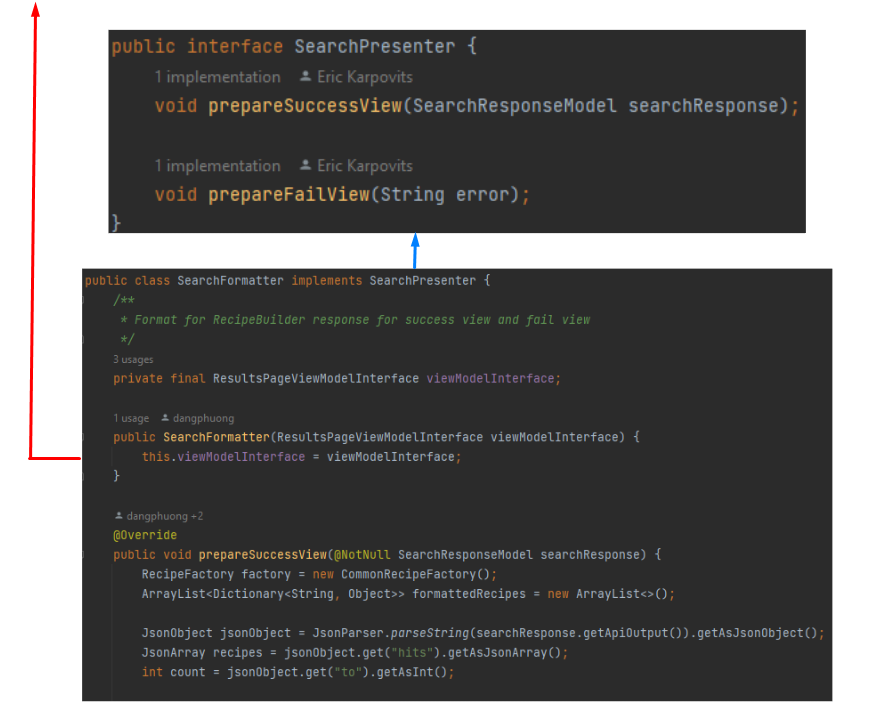 public interface SearchPresenter {
1 implementation Eric Karpovits
void prepareSuccessView(SearchResponseModel searchResponse);
1 implementation Eric Karpovits
void prepareFailView(String error);
}
public class SearchFormatter implements SearchPresenter {
/**
* Format for RecipeBuilder response for success view and fail view
*/
3 usages
private final ResultsPageViewModelInterface viewModelInterface;
1 usage dangphuong
public SearchFormatter(ResultsPageViewModelInterface viewModelInterface) {
this.viewModelInterface = viewModelInterface;
}
dangphuong +2
@Override
public void prepareSuccessView(@NotNull SearchResponseModel searchResponse) {
RecipeFactory factory = new CommonRecipeFactory();
ArrayList<Dictionary<String, Object>> formattedRecipes = new ArrayList<>();
JsonObject jsonObject = JsonParser.parseString(searchResponse.getApiOutput()).getAsJsonObject();
JsonArray recipes = jsonObject.get("hits").getAsJsonArray();
int count = jsonObject.get("to").getAsInt();